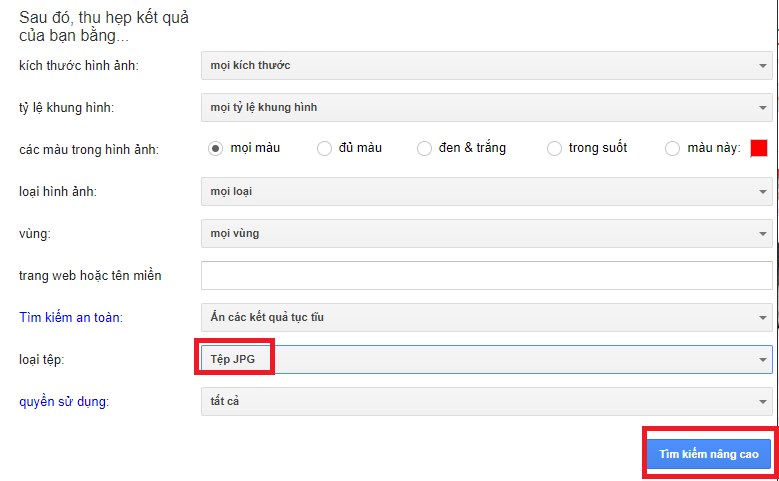 Sau đó, thu hẹp kết quả
của bạn bằng...
kích thước hình ảnh: mọi kích thước
tỷ lệ khung hình: mọi tỷ lệ khung hình
các màu trong hình ảnh: mọi màu đủ màu đen & trắng trong suốt màu này:
loại hình ảnh: mọi loại
vùng: mọi vùng
trang web hoặc tên miền
Tìm kiếm an toàn: Ẩn các kết quả tục tĩu
loại tệp: Tệp JPG
quyền sử dụng: tất cả
Tìm kiếm nâng cao